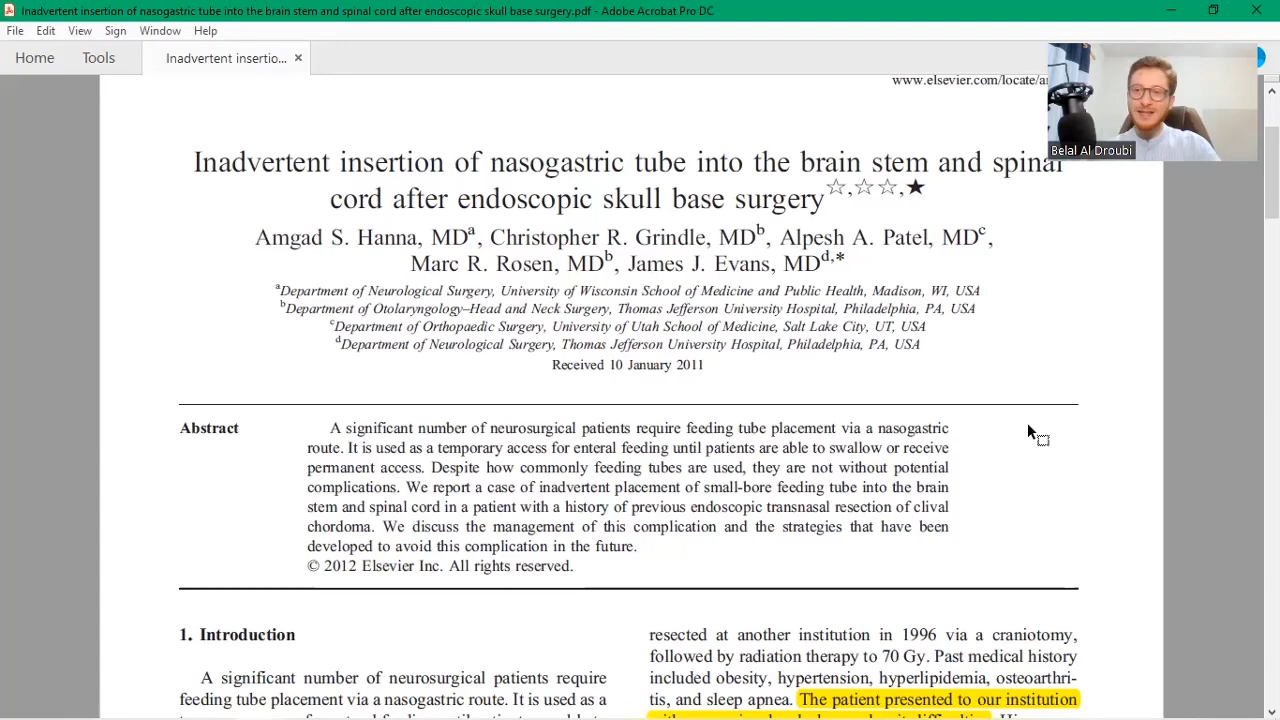 Inadvertent insertion of nasogastric tube into the brain stem and spinal cord after endoscopic skull base surgery.pdf - Adobe Acrobat Pro DC
File Edit View Sign Window Help
Home Tools Inadvertent insertio... ×
www.elsevier.com/locate/
Belal Al Droubi
Inadvertent insertion of nasogastric tube into the brain stem and spinal
cord after endoscopic skull base surgery☆,☆☆,★
Amgad S. Hanna, MDa, Christopher R. Grindle, MDb, Alpesh A. Patel, MDc,
Marc R. Rosen, MDb, James J. Evans, MDd,*
aDepartment of Neurological Surgery, University of Wisconsin School of Medicine and Public Health, Madison, WI, USA
bDepartment of Otolaryngology–Head and Neck Surgery, Thomas Jefferson University Hospital, Philadelphia, PA, USA
cDepartment of Orthopaedic Surgery, University of Utah School of Medicine, Salt Lake City, UT, USA
dDepartment of Neurological Surgery, Thomas Jefferson University Hospital, Philadelphia, PA, USA
Received 10 January 2011
Abstract
A significant number of neurosurgical patients require feeding tube placement via a nasogastric
route. It is used as a temporary access for enteral feeding until patients are able to swallow or receive
permanent access. Despite how commonly feeding tubes are used, they are not without potential
complications. We report a case of inadvertent placement of small-bore feeding tube into the brain
stem and spinal cord in a patient with a history of previous endoscopic transnasal resection of clival
chordoma. We discuss the management of this complication and the strategies that have been
developed to avoid this complication in the future.
© 2012 Elsevier Inc. All rights reserved.
1. Introduction
A significant number of neurosurgical patients require
feeding tube placement via a nasogastric route. It is used as a
resected at another institution in 1996 via a craniotomy,
followed by radiation therapy to 70 Gy. Past medical history
included obesity, hypertension, hyperlipidemia, osteoarthri-
tis, and sleep apnea. The patient presented to our institution